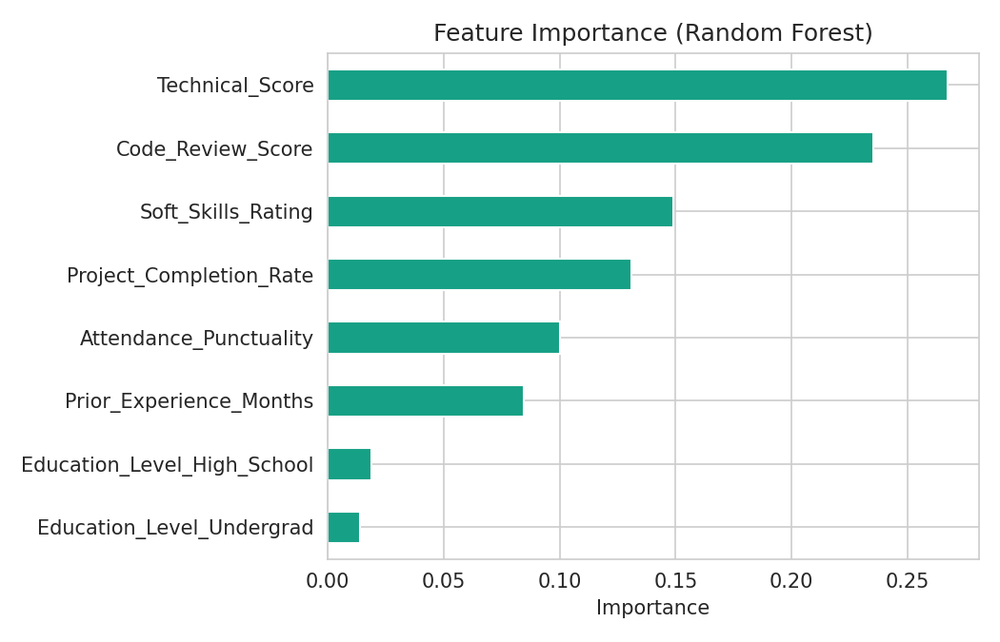 Feature Importance (Random Forest)
Technical_Score
Code_Review_Score
Soft_Skills_Rating
Project_Completion_Rate
Attendance_Punctuality
Prior_Experience_Months
Education_Level_High_School
Education_Level_Undergrad
0.00 0.05 0.10 0.15 0.20 0.25
Importance